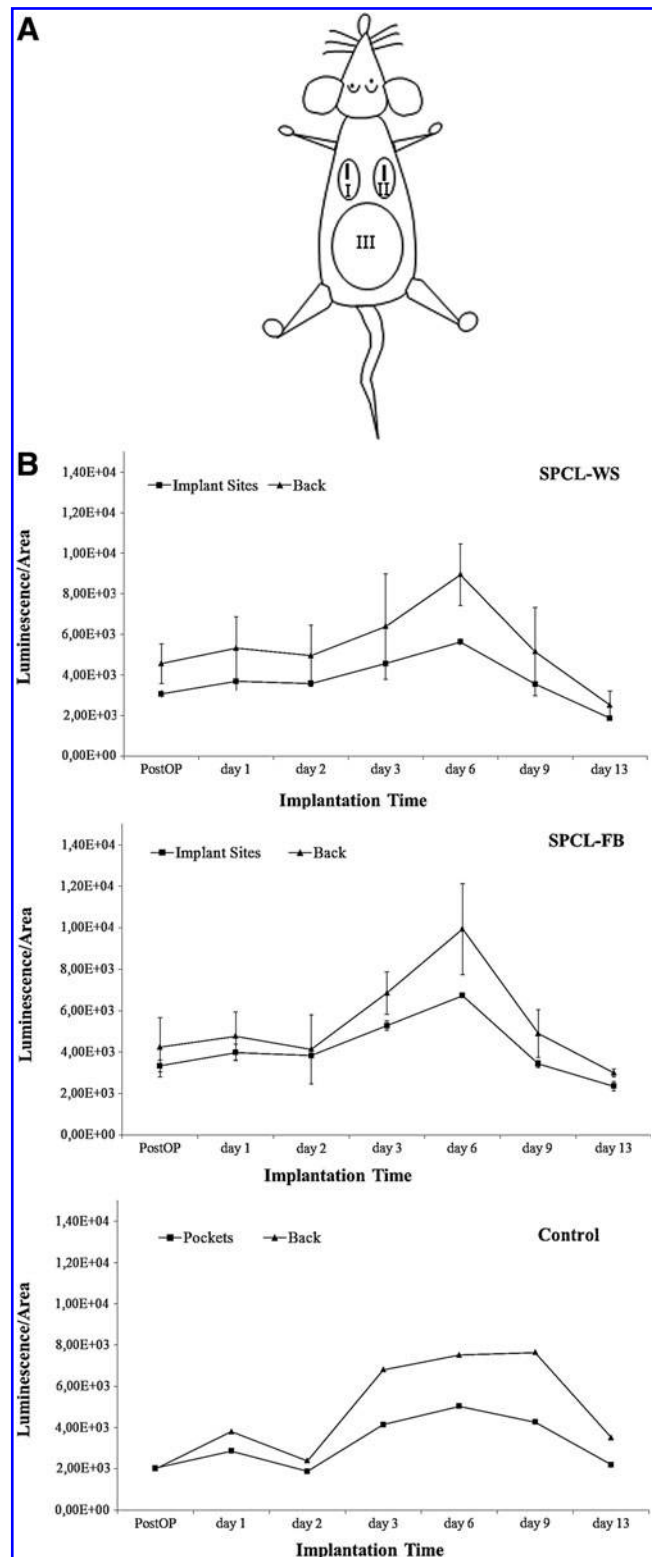 A
I II
III
B
SPCL-WS
Implant Sites Back
1,40E+04
1,20E+04
1,00E+04
8,00E+03
6,00E+03
4,00E+03
2,00E+03
0,00E+00
Luminescence/Area
PostOP day 1 day 2 day 3 day 6 day 9 day 13
Implantation Time
SPCL-FB
Implant Sites Back
1,40E+04
1,20E+04
1,00E+04
8,00E+03
6,00E+03
4,00E+03
2,00E+03
0,00E+00
Luminescence/Area
PostOP day 1 day 2 day 3 day 6 day 9 day 13
Implantation Time
Control
Pockets Back
1,40E+04
1,20E+04
1,00E+04
8,00E+03
6,00E+03
4,00E+03
2,00E+03
0,00E+00
Luminescence/Area
PostOP day 1 day 2 day 3 day 6 day 9 day 13
Implantation Time